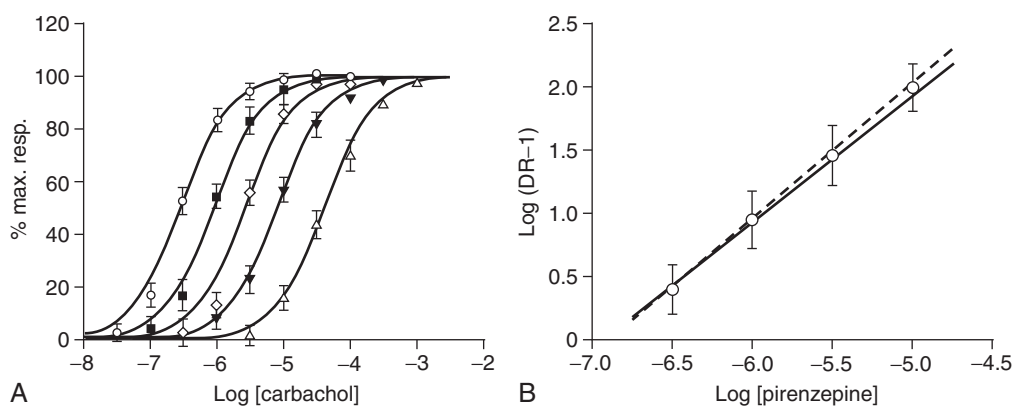 120
100
80
60
40
20
0
% max. resp.
−8 −7 −6 −5 −4 −3 −2
Log [carbachol]
A
2.5
2.0
1.5
1.0
0.5
0
Log (DR−1)
−7.0 −6.5 −6.0 −5.5 −5.0 −4.5
Log [pirenzepine]
B